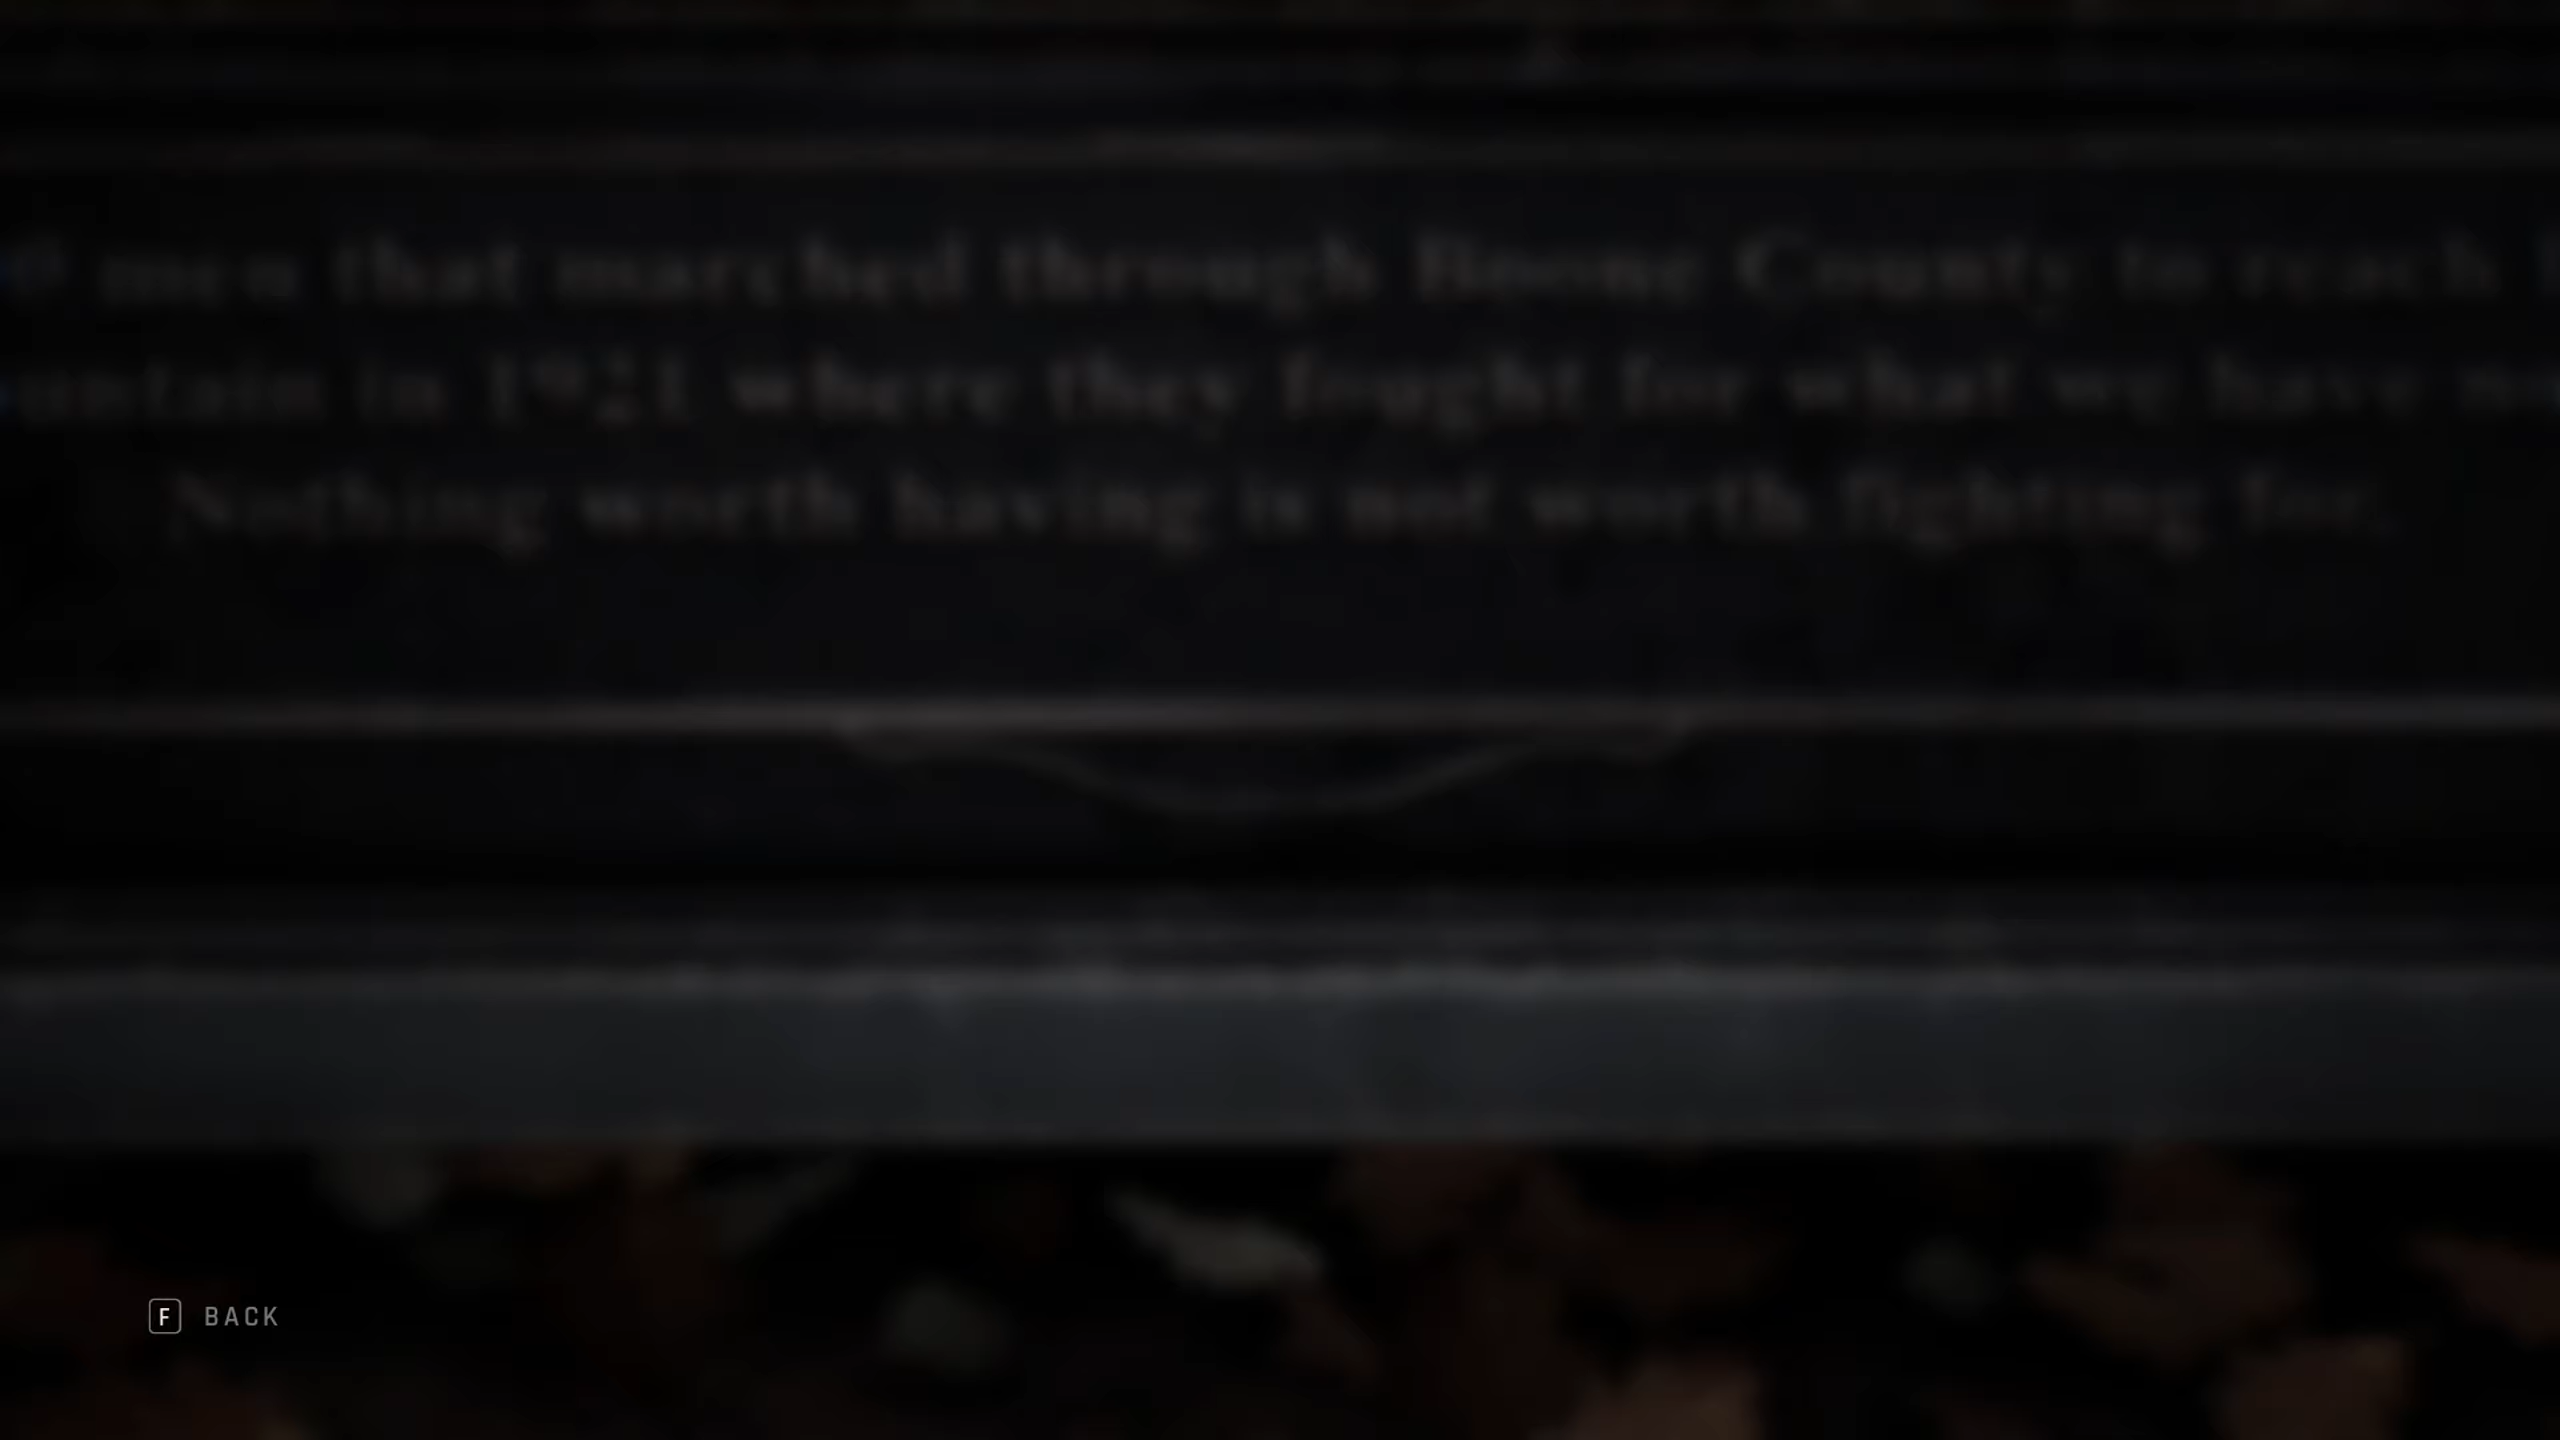 men that marched through Boone County to reach
untain in 1921 where they fought for what we have
Nothing worth having is not worth fighting for.
F BACK